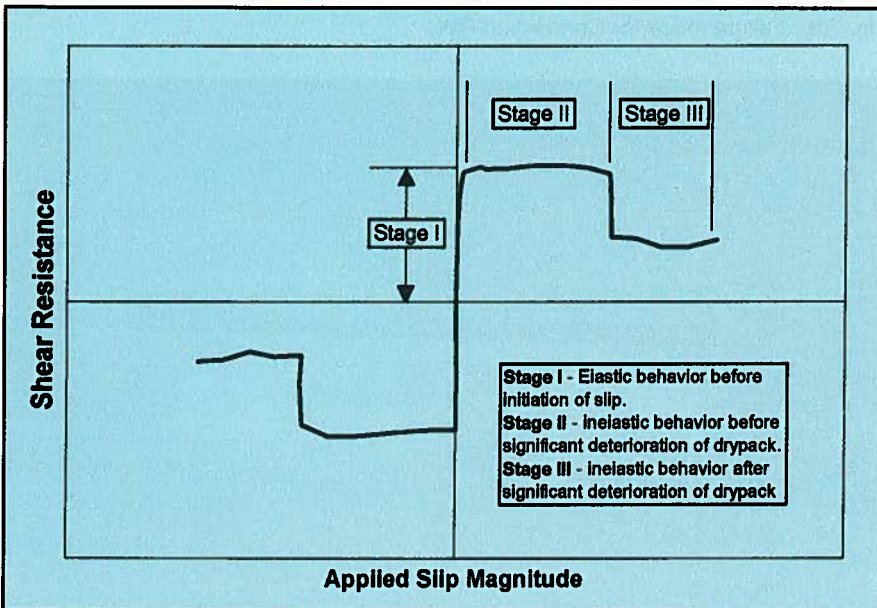 Stage II
Stage III
Stage I
Shear Resistance
Stage I - Elastic behavior before
initiation of slip.
Stage II - inelastic behavior before
significant deterioration of drypack.
Stage III - inelastic behavior after
significant deterioration of drypack
Applied Slip Magnitude